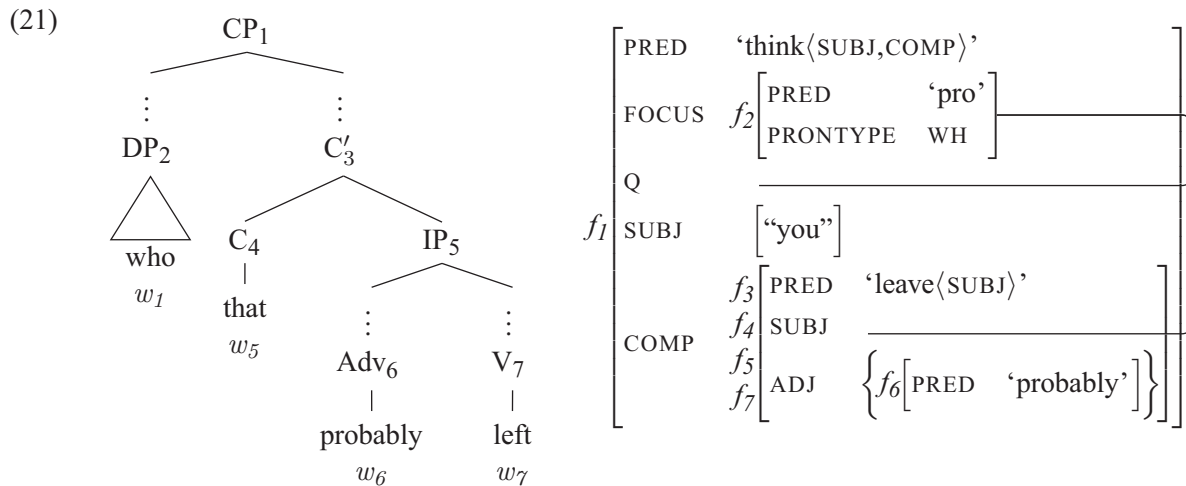 (21)
CP1
⋮ ⋮
DP2 C′3
who
w1
C4 IP5
that
w5
⋮ ⋮
Adv6 V7
probably left
w6 w7
f1
PRED ‘think⟨SUBJ,COMP⟩’
FOCUS f2 [PRED ‘pro’
PRONTYPE WH]
Q
SUBJ [“you”]
COMP
f3 f4 f5 f7
[PRED ‘leave⟨SUBJ⟩’
SUBJ
ADJ {f6[PRED ‘probably’]}]